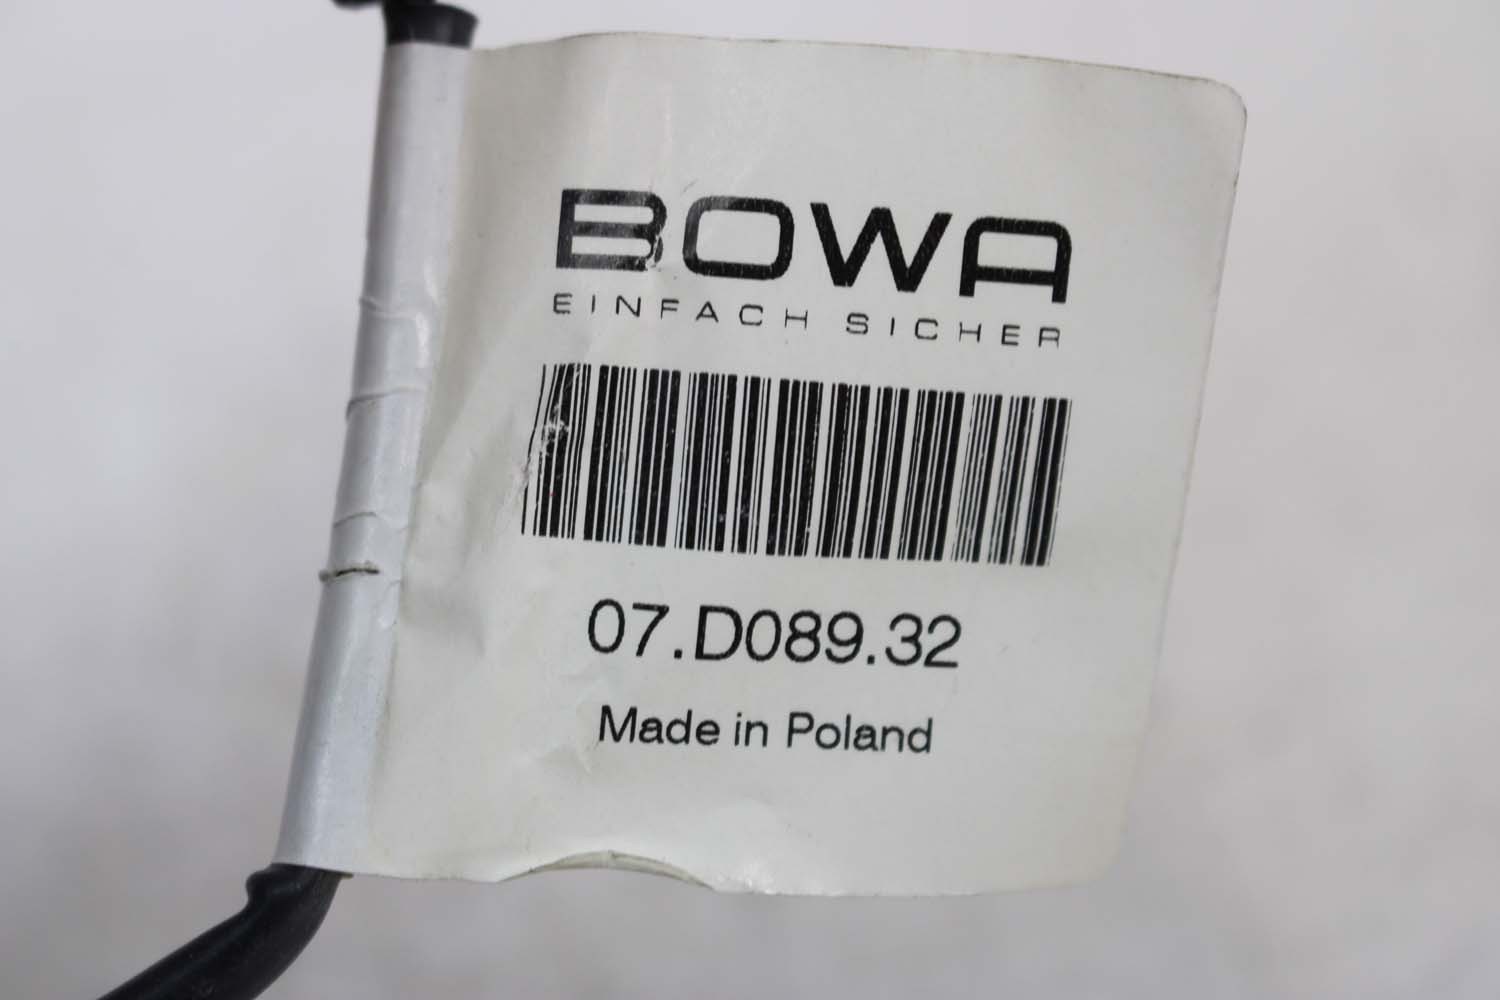 BOWA
EINFACH SICHER
07.D089.32
Made in Poland